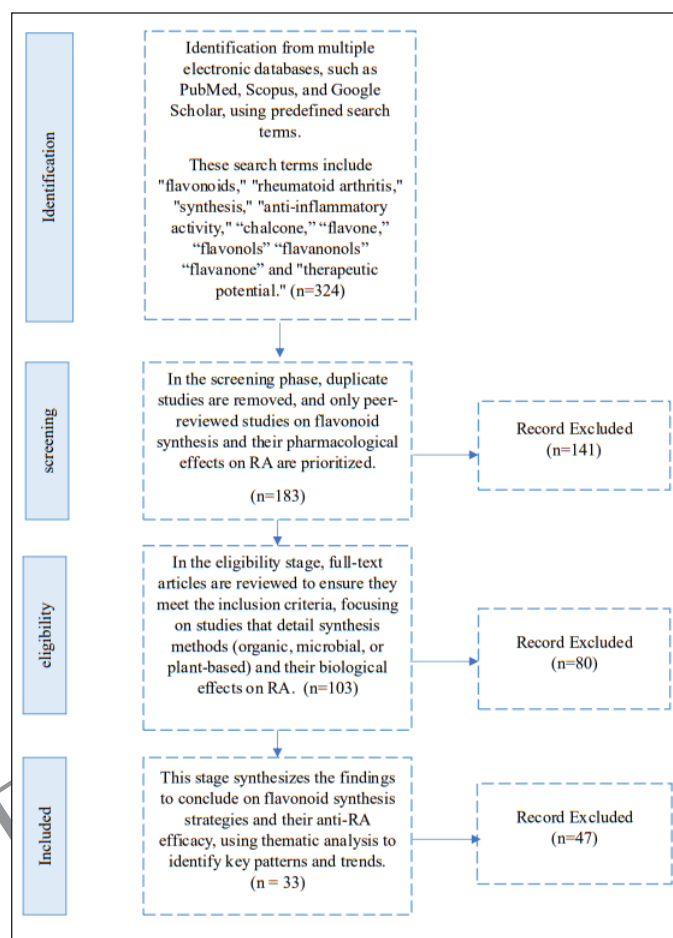 Identification
Identification from multiple
electronic databases, such as
PubMed, Scopus, and Google
Scholar, using predefined search
terms.
These search terms include
"flavonoids," "rheumatoid arthritis,"
"synthesis," "anti-inflammatory
activity," “chalcone,” “flavone,”
“flavonols” “flavanonols”
“flavanone” and "therapeutic
potential." (n=324)
screening
In the screening phase, duplicate
studies are removed, and only peer-
reviewed studies on flavonoid
synthesis and their pharmacological
effects on RA are prioritized.
(n=183)
Record Excluded
(n=141)
eligibility
In the eligibility stage, full-text
articles are reviewed to ensure they
meet the inclusion criteria, focusing
on studies that detail synthesis
methods (organic, microbial, or
plant-based) and their biological
effects on RA. (n=103)
Record Excluded
(n=80)
Included
This stage synthesizes the findings
to conclude on flavonoid synthesis
strategies and their anti-RA
efficacy, using thematic analysis to
identify key patterns and trends.
(n = 33)
Record Excluded
(n=47)